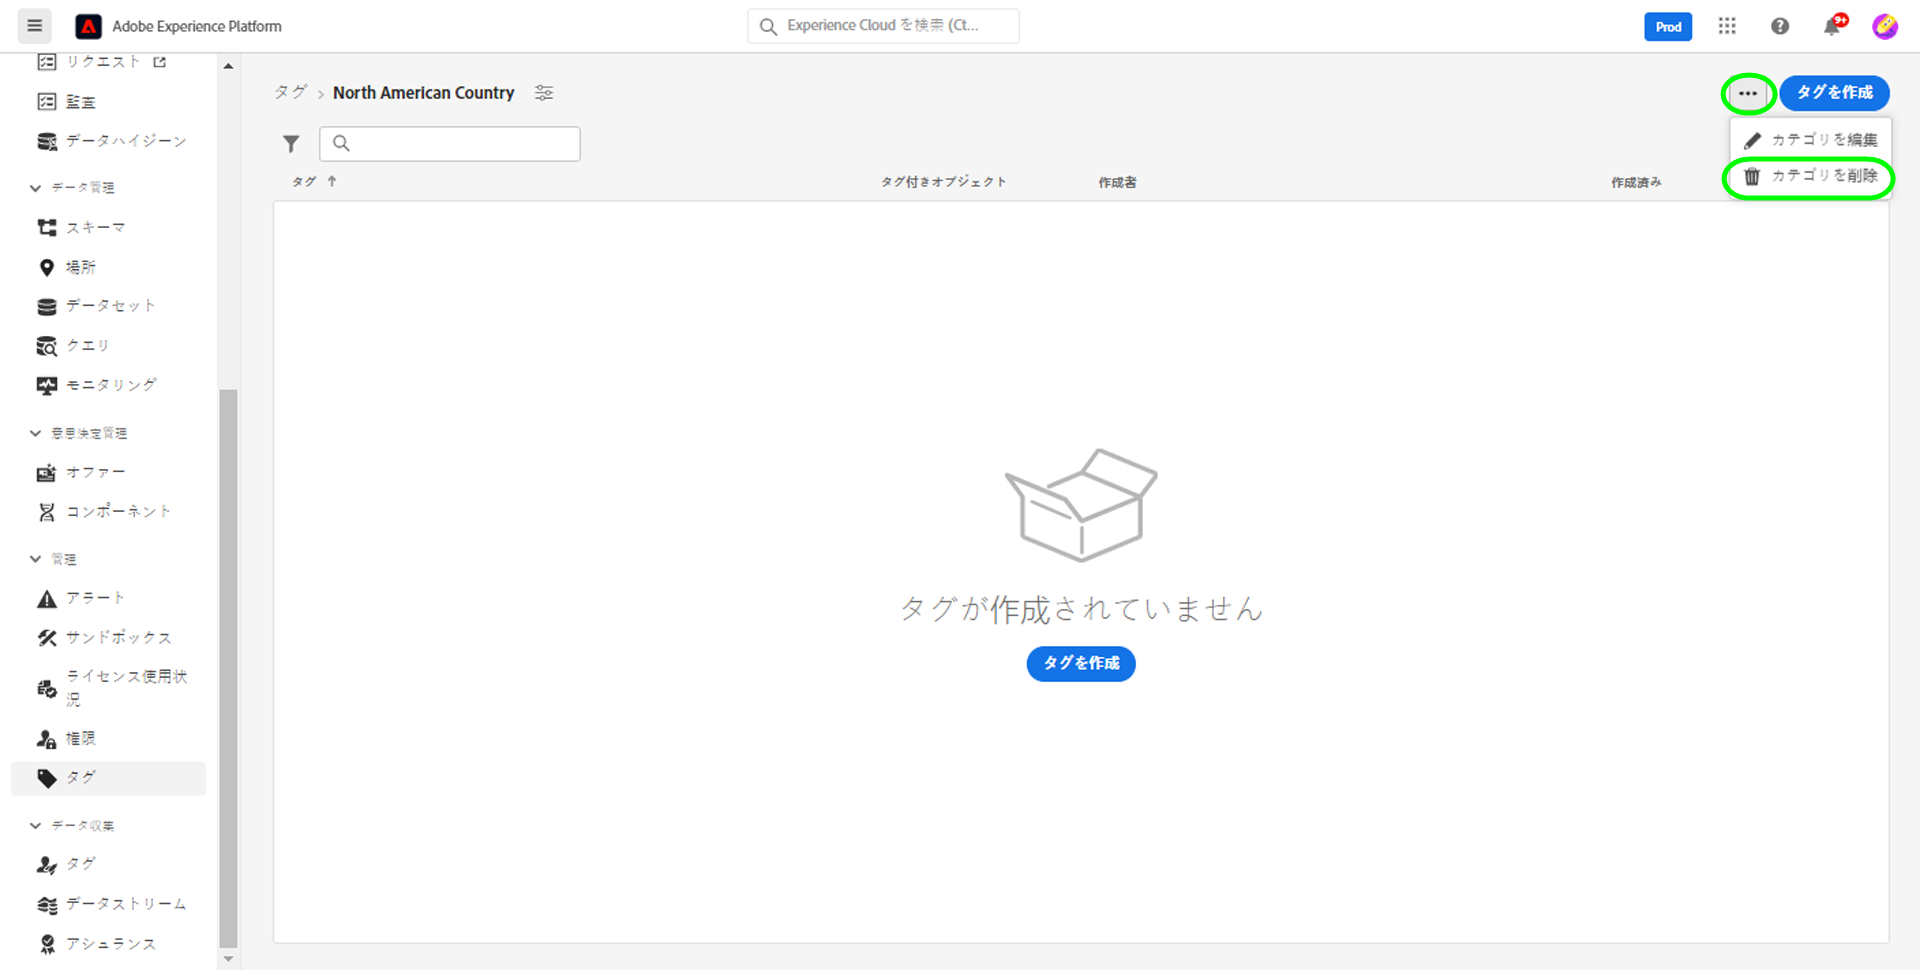 Adobe Experience Platform
Experience Cloud を検索 (Ct...
Prod
9+
リクエスト
監査
データハイジーン
データ管理
スキーマ
場所
データセット
クエリ
モニタリング
意思決定管理
オファー
コンポーネント
管理
アラート
サンドボックス
ライセンス使用状
況
権限
タグ
データ収集
タグ
データストリーム
アシュランス
タグ › North American Country
タグを作成
カテゴリを編集
カテゴリを削除
タグ ↑ タグ付きオブジェクト 作成者 作成済み
タグが作成されていません
タグを作成